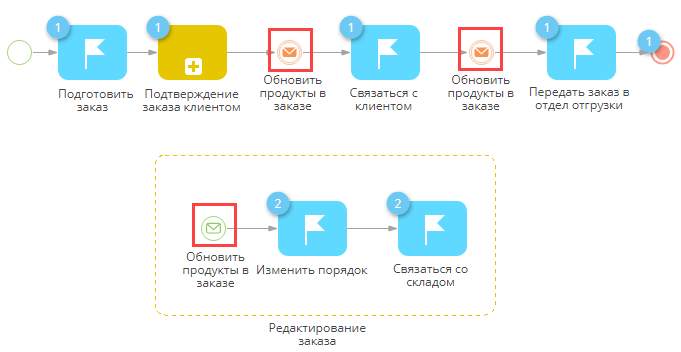 1
1
1
1
1
Подготовить
заказ
Подтверждение
заказа клиентом
Обновить
продукты в
заказе
Связаться с
клиентом
Обновить
продукты в
заказе
Передать заказ в
отдел отгрузки
2
2
Обновить
продукты в
заказе
Изменить порядок
Связаться со
складом
Редактирование
заказа